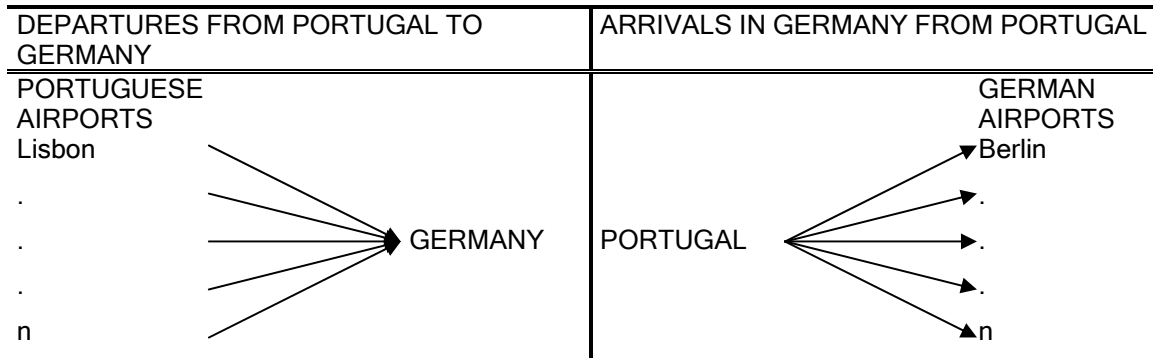 DEPARTURES FROM PORTUGAL TO
GERMANY
ARRIVALS IN GERMANY FROM PORTUGAL
PORTUGUESE
AIRPORTS
Lisbon
.
.
GERMANY
.
n
GERMAN
AIRPORTS
Berlin
.
PORTUGAL
.
.
n